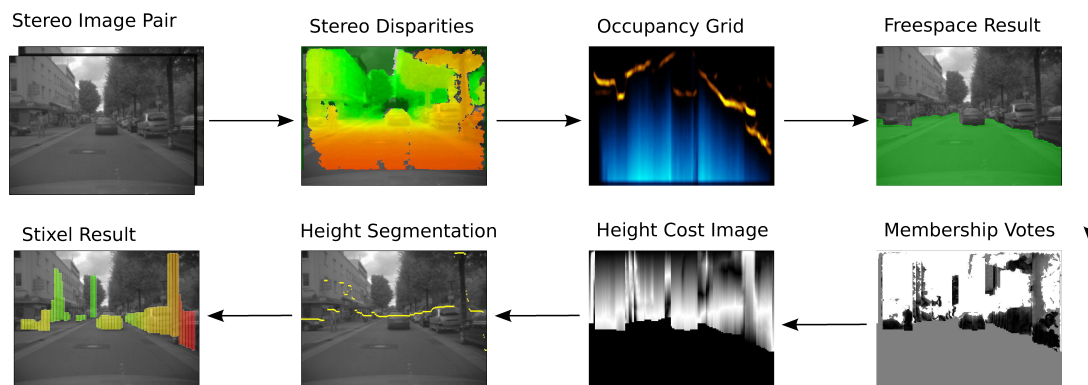 Stereo Image Pair
Stereo Disparities
Occupancy Grid
Freespace Result
Stixel Result
Height Segmentation
Height Cost Image
Membership Votes